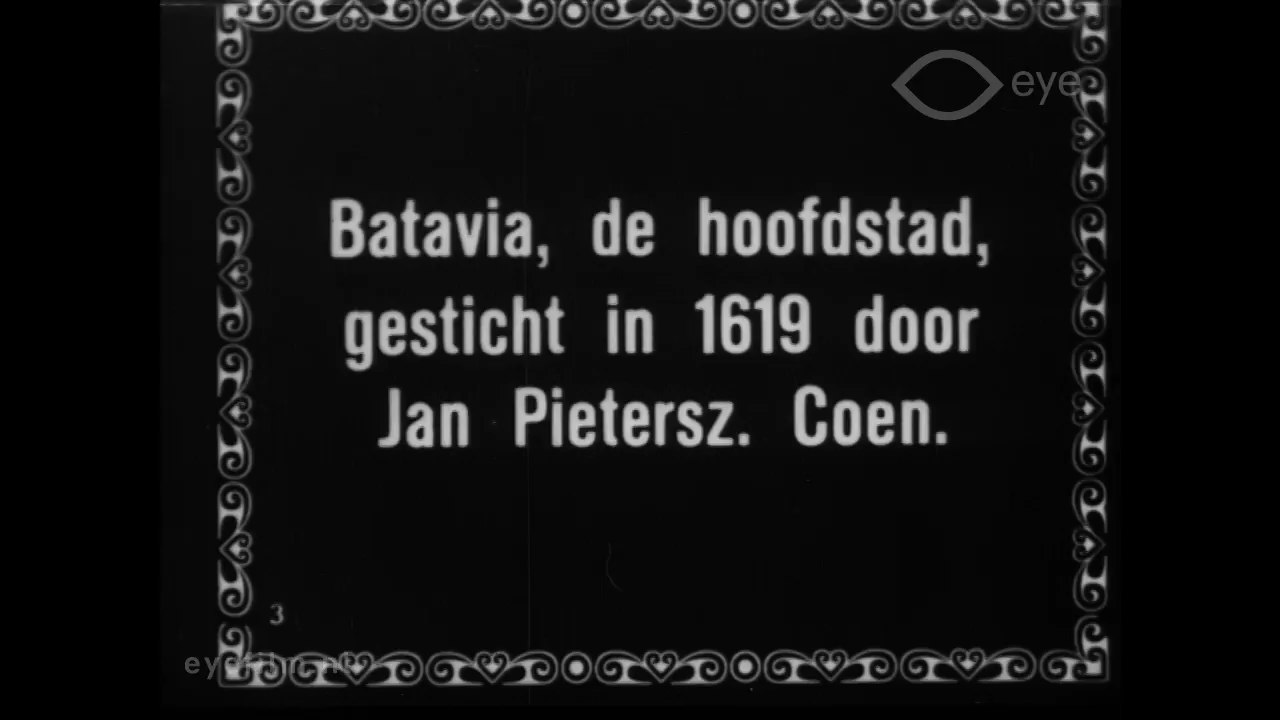 eye
Batavia, de hoofdstad,
gesticht in 1619 door
Jan Pietersz. Coen.
3
eyefilm.nl